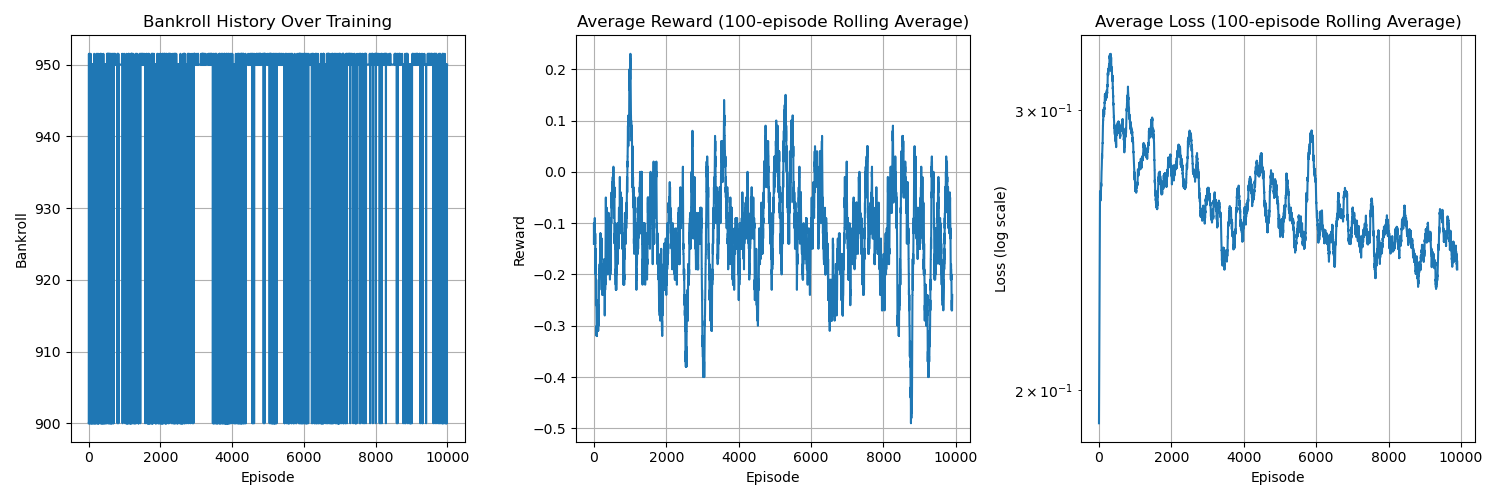 Bankroll History Over Training
950
940
930
920
910
900
Bankroll
0
2000
4000
6000
8000
10000
Episode
Average Reward (100-episode Rolling Average)
0.2
0.1
0.0
−0.1
−0.2
−0.3
−0.4
−0.5
Reward
0
2000
4000
6000
8000
10000
Episode
Average Loss (100-episode Rolling Average)
3 × 10⁻¹
2 × 10⁻¹
Loss (log scale)
0
2000
4000
6000
8000
10000
Episode